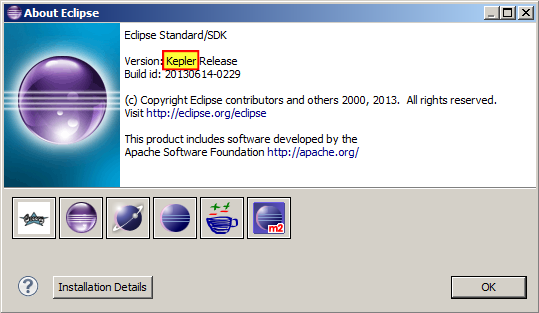 About Eclipse
Eclipse Standard/SDK
Version: Kepler Release
Build id: 20130614-0229
(c) Copyright Eclipse contributors and others 2000, 2013.  All rights reserved.
Visit http://eclipse.org/eclipse
This product includes software developed by the
Apache Software Foundation http://apache.org/
m2
?
Installation Details
OK